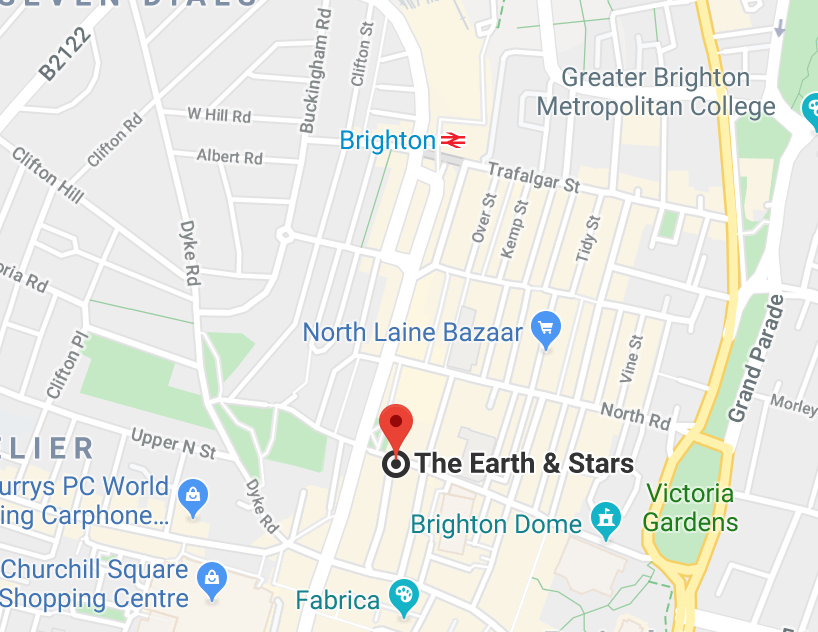 SEVEN DIALS
B2122
Buckingham Rd
Clifton St
Greater Brighton
Metropolitan College
W Hill Rd
Clifton Rd
Brighton
Albert Rd
Clifton Hill
Trafalgar St
Over St
Kemp St
Tidy St
Dyke Rd
oria Rd
North Laine Bazaar
Grand Parade
Vine St
Clifton Pl
Morley
North Rd
ELIER
Upper N St
The Earth & Stars
urrys PC World
ing Carphone...
Dyke Rd
Victoria
Gardens
Brighton Dome
Churchill Square
Shopping Centre
Fabrica